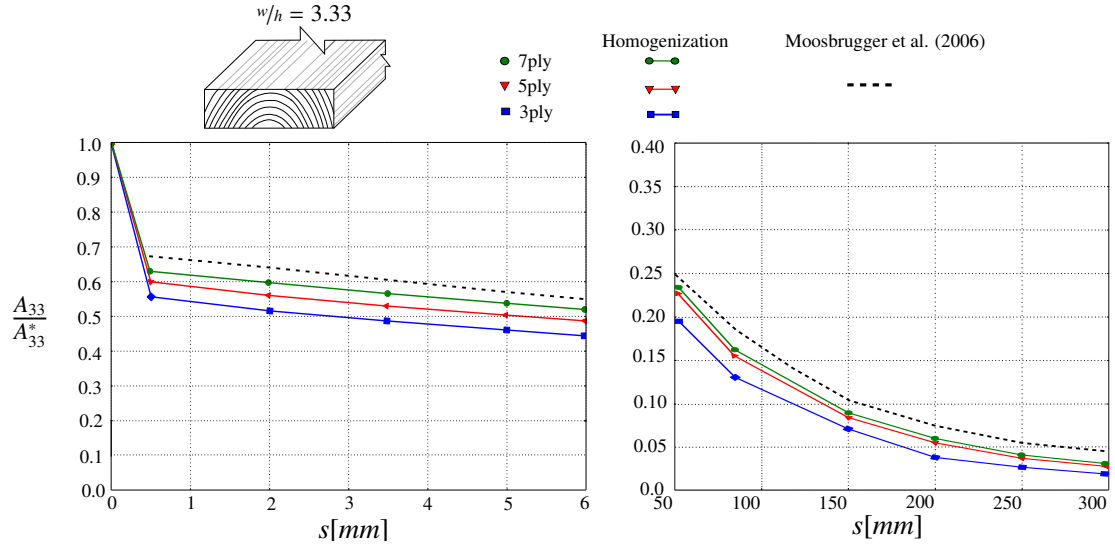 w/h = 3.33
Homogenization
Moosbrugger et al. (2006)
7ply
5ply
3ply
1.0
0.9
0.8
0.7
0.6
0.5
0.4
0.3
0.2
0.1
0.0
A33
A*33
0 1 2 3 4 5 6
s[mm]
0.40
0.35
0.30
0.25
0.20
0.15
0.10
0.05
0.0
50 100 150 200 250 300
s[mm]